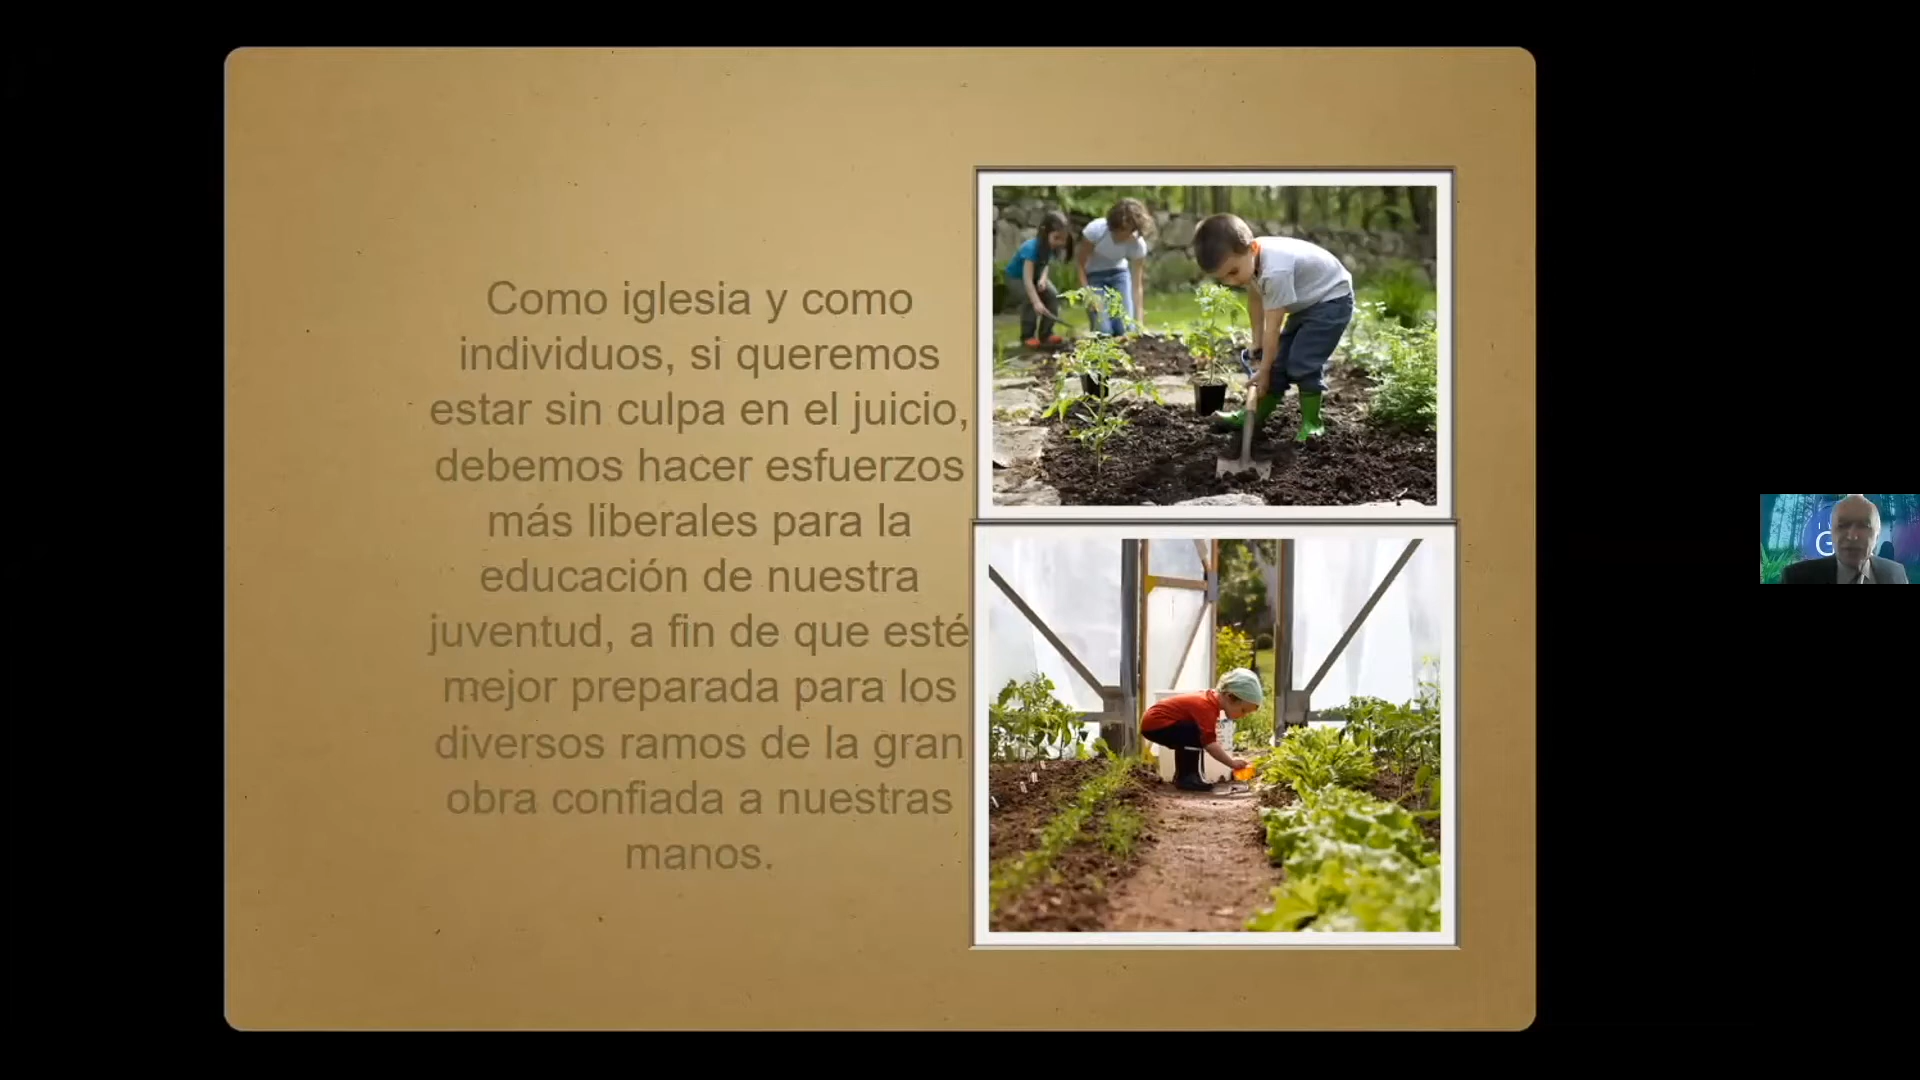 Como iglesia y como
individuos, si queremos
estar sin culpa en el juicio,
debemos hacer esfuerzos
más liberales para la
educación de nuestra
juventud, a fin de que esté
mejor preparada para los
diversos ramos de la gran
obra confiada a nuestras
manos.